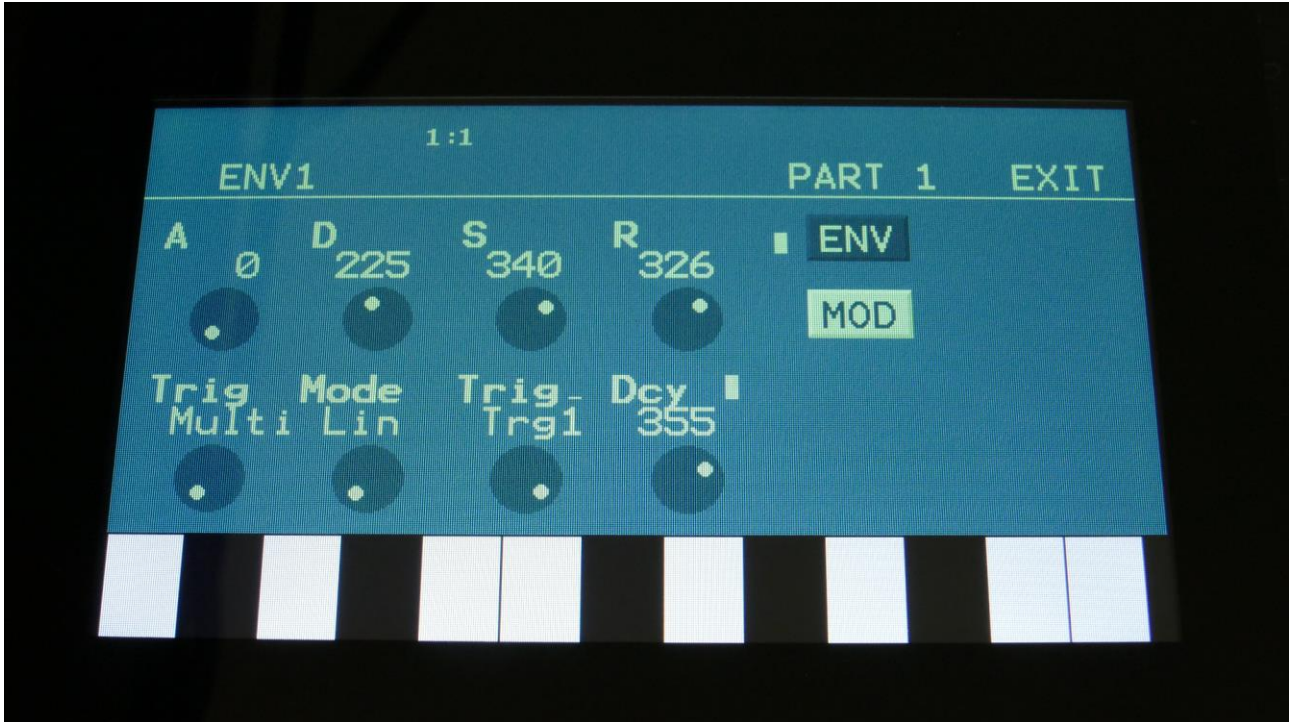 1:1
ENV1 PART 1 EXIT
A D S R ENV
0 225 340 326
MOD
Trig Mode Trig_ Dcy
Multi Lin Trg1 355